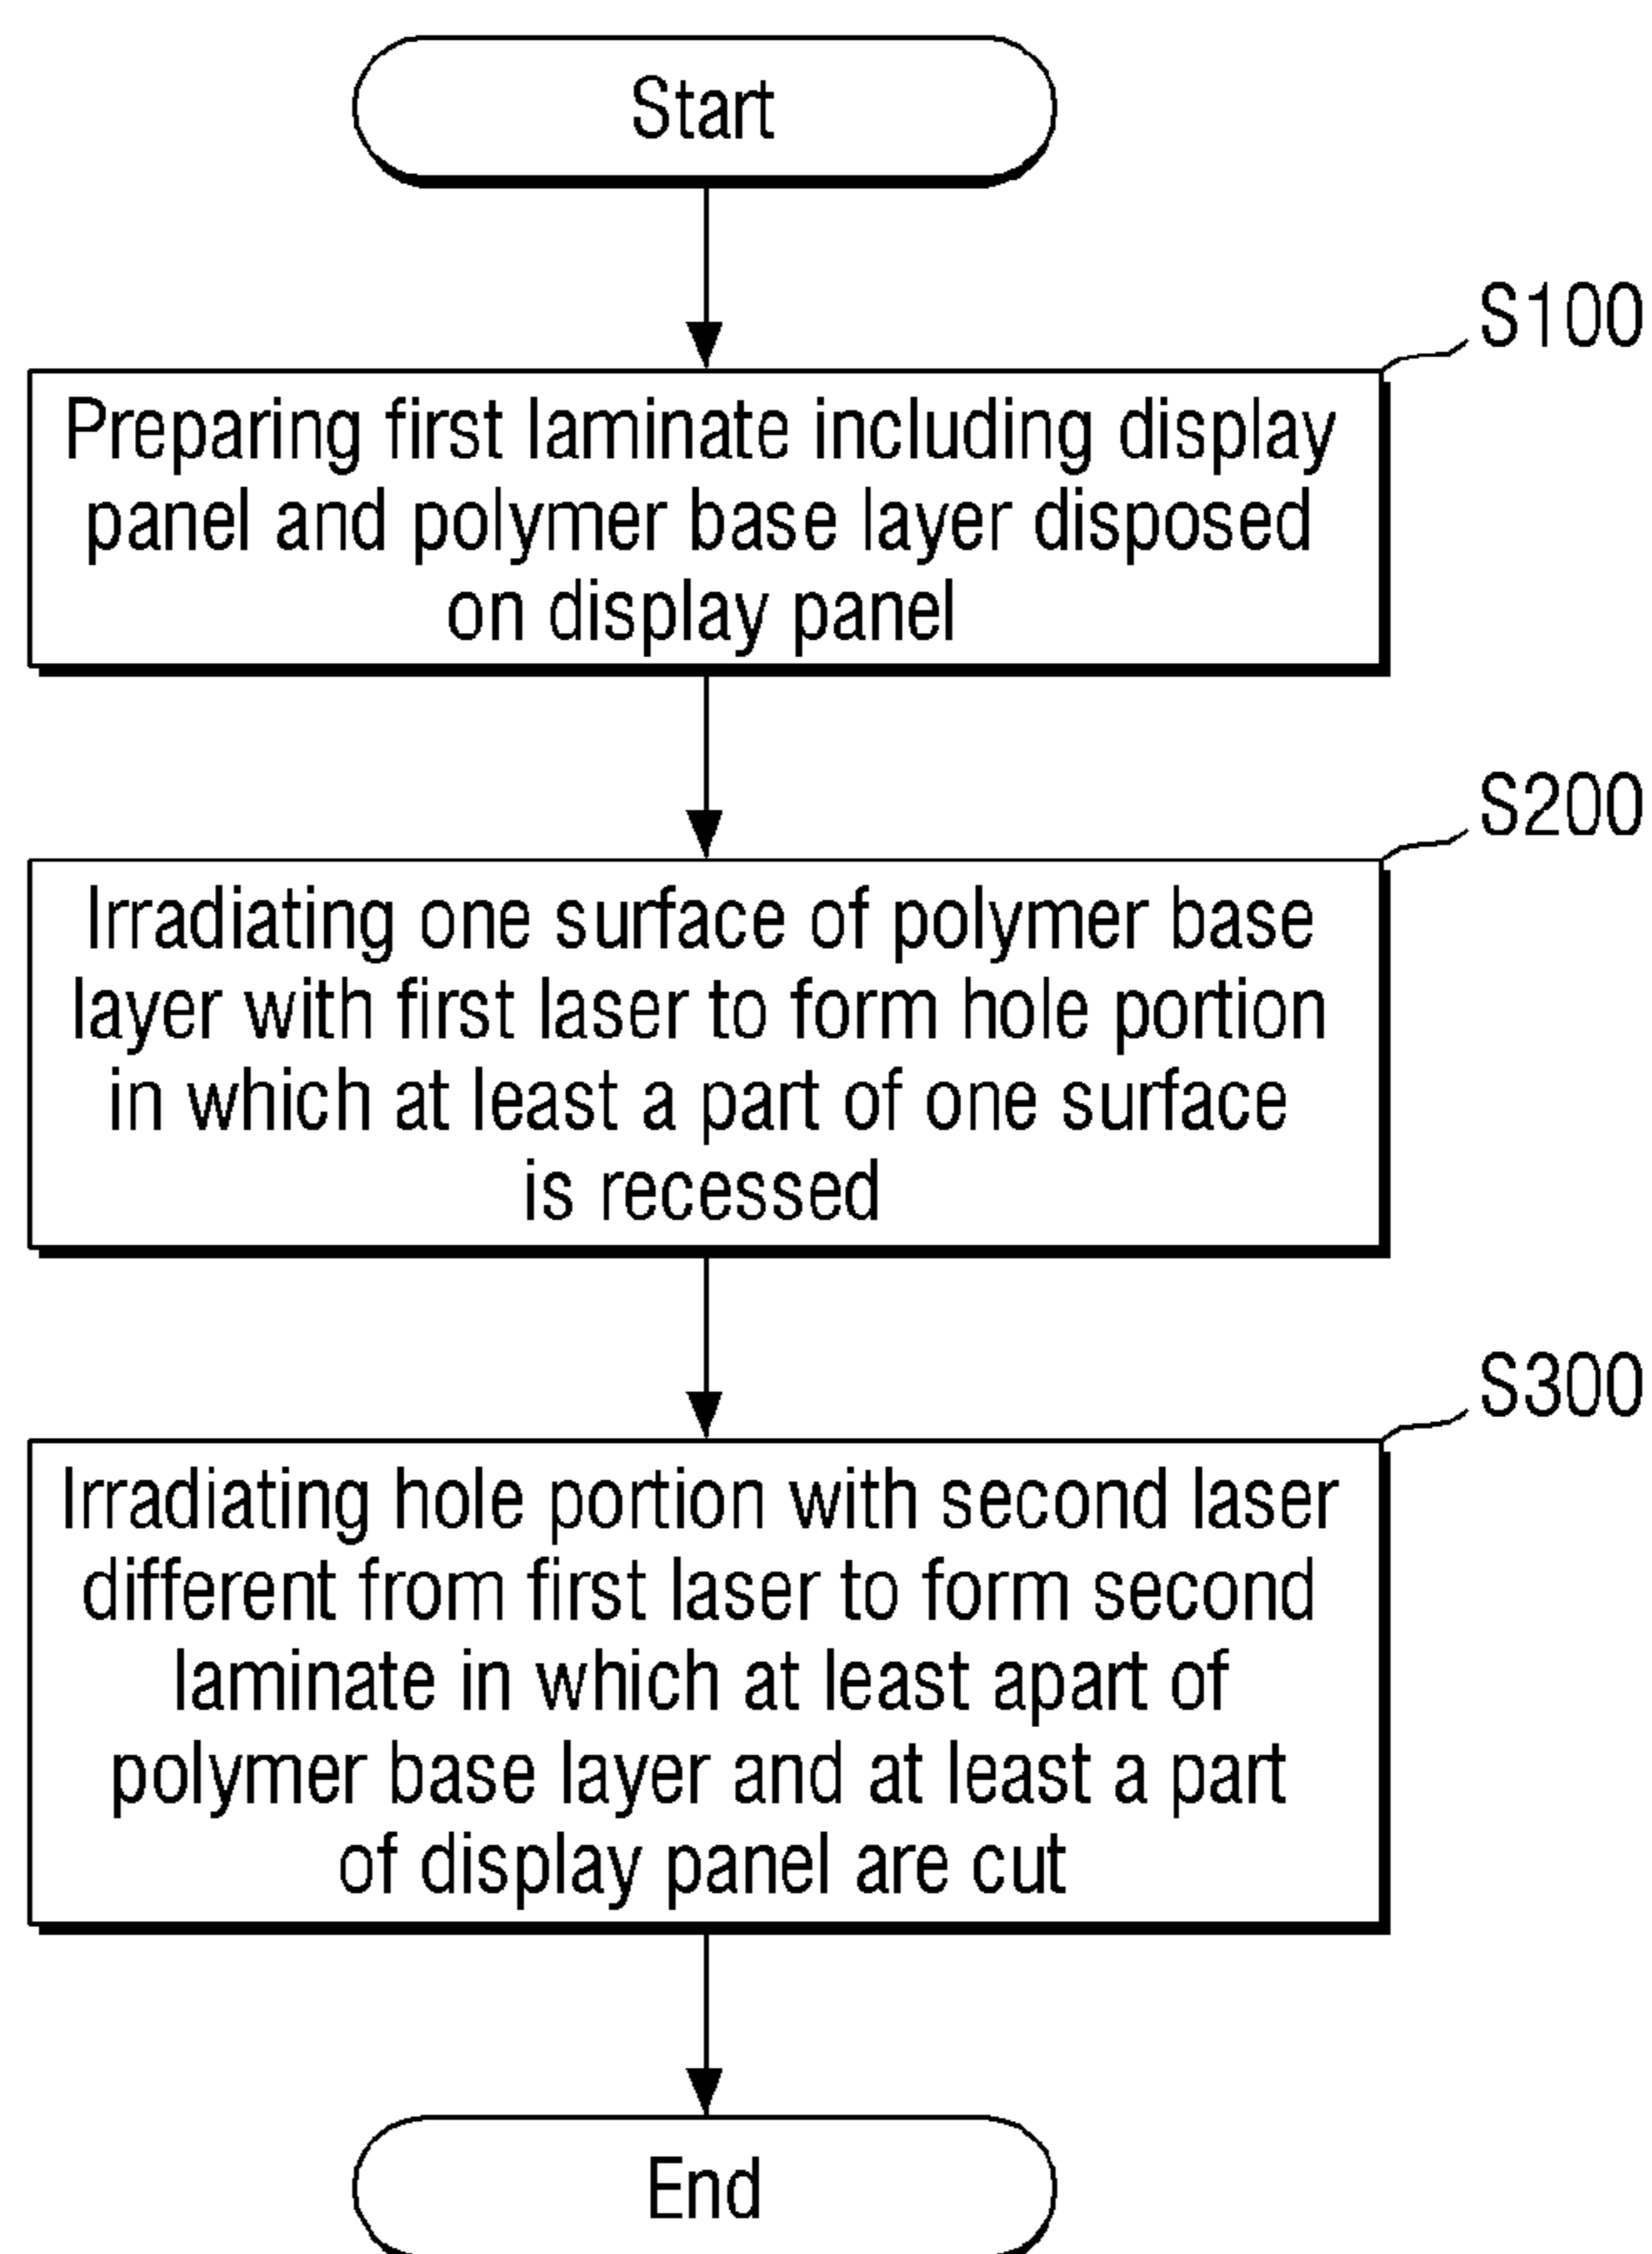 Start
S100
Preparing first laminate including display
panel and polymer base layer disposed
on display panel
S200
Irradiating one surface of polymer base
layer with first laser to form hole portion
in which at least a part of one surface
is recessed
S300
Irradiating hole portion with second laser
different from first laser to form second
laminate in which at least apart of
polymer base layer and at least a part
of display panel are cut
End